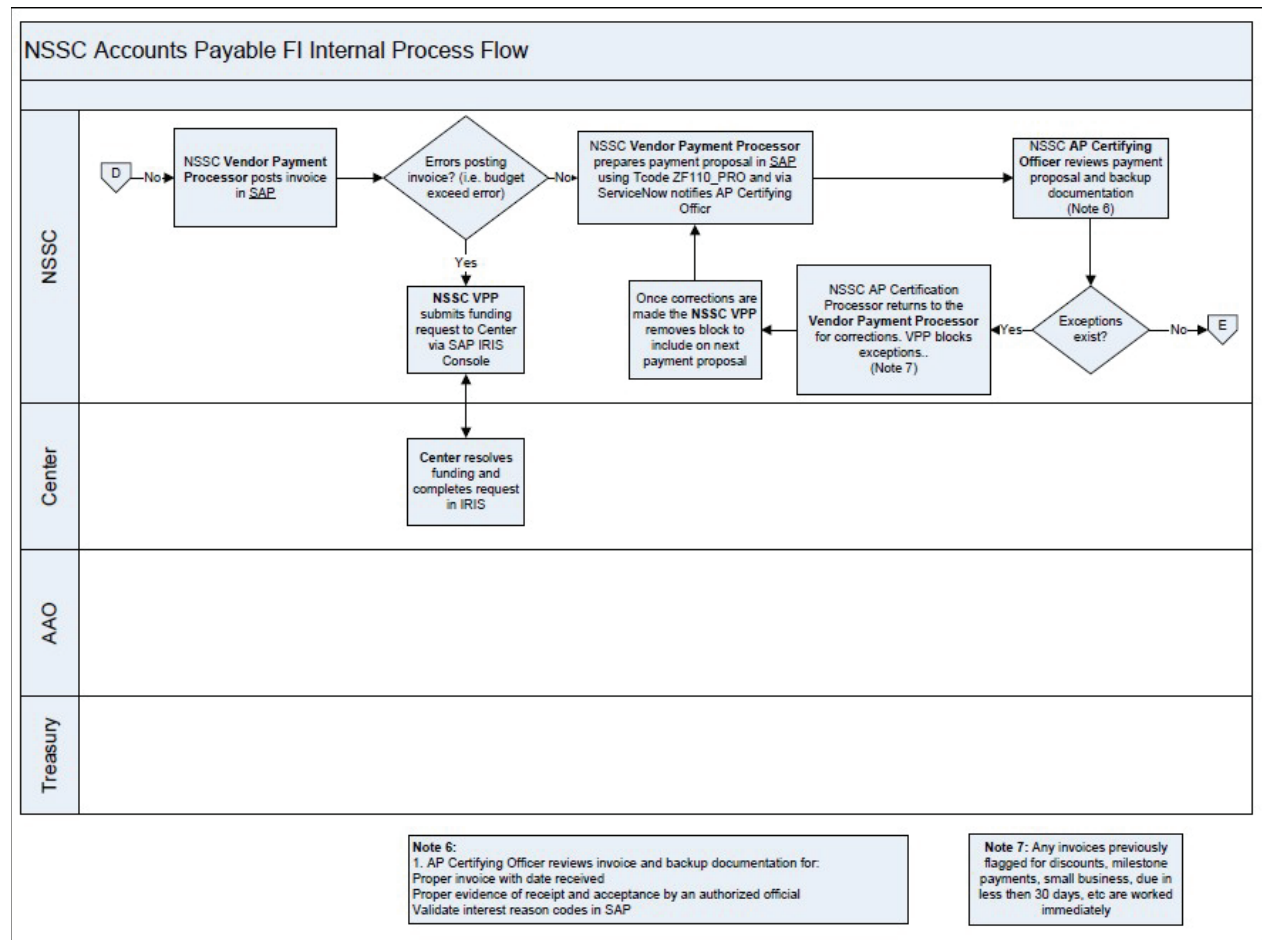 NSSC Accounts Payable FI Internal Process Flow
NSSC
D
No
NSSC Vendor Payment
Processor posts invoice
in SAP
Errors posting
invoice? (i.e. budget
exceed error)
No
NSSC Vendor Payment Processor
prepares payment proposal in SAP
using Tcode ZF110_PRO and via
ServiceNow notifies AP Certifying
Officr
NSSC AP Certifying
Officer reviews payment
proposal and backup
documentation
(Note 6)
Yes
NSSC VPP
submits funding
request to Center
via SAP IRIS
Console
Once corrections are
made the NSSC VPP
removes block to
include on next
payment proposal
NSSC AP Certification
Processor returns to the
Vendor Payment Processor
for corrections. VPP blocks
exceptions..
(Note 7)
Yes
Exceptions
exist?
No
E
Center
Center resolves
funding and
completes request
in IRIS
AAO
Treasury
Note 6:
1. AP Certifying Officer reviews invoice and backup documentation for:
Proper invoice with date received
Proper evidence of receipt and acceptance by an authorized official
Validate interest reason codes in SAP
Note 7: Any invoices previously
flagged for discounts, milestone
payments, small business, due in
less then 30 days, etc are worked
immediately